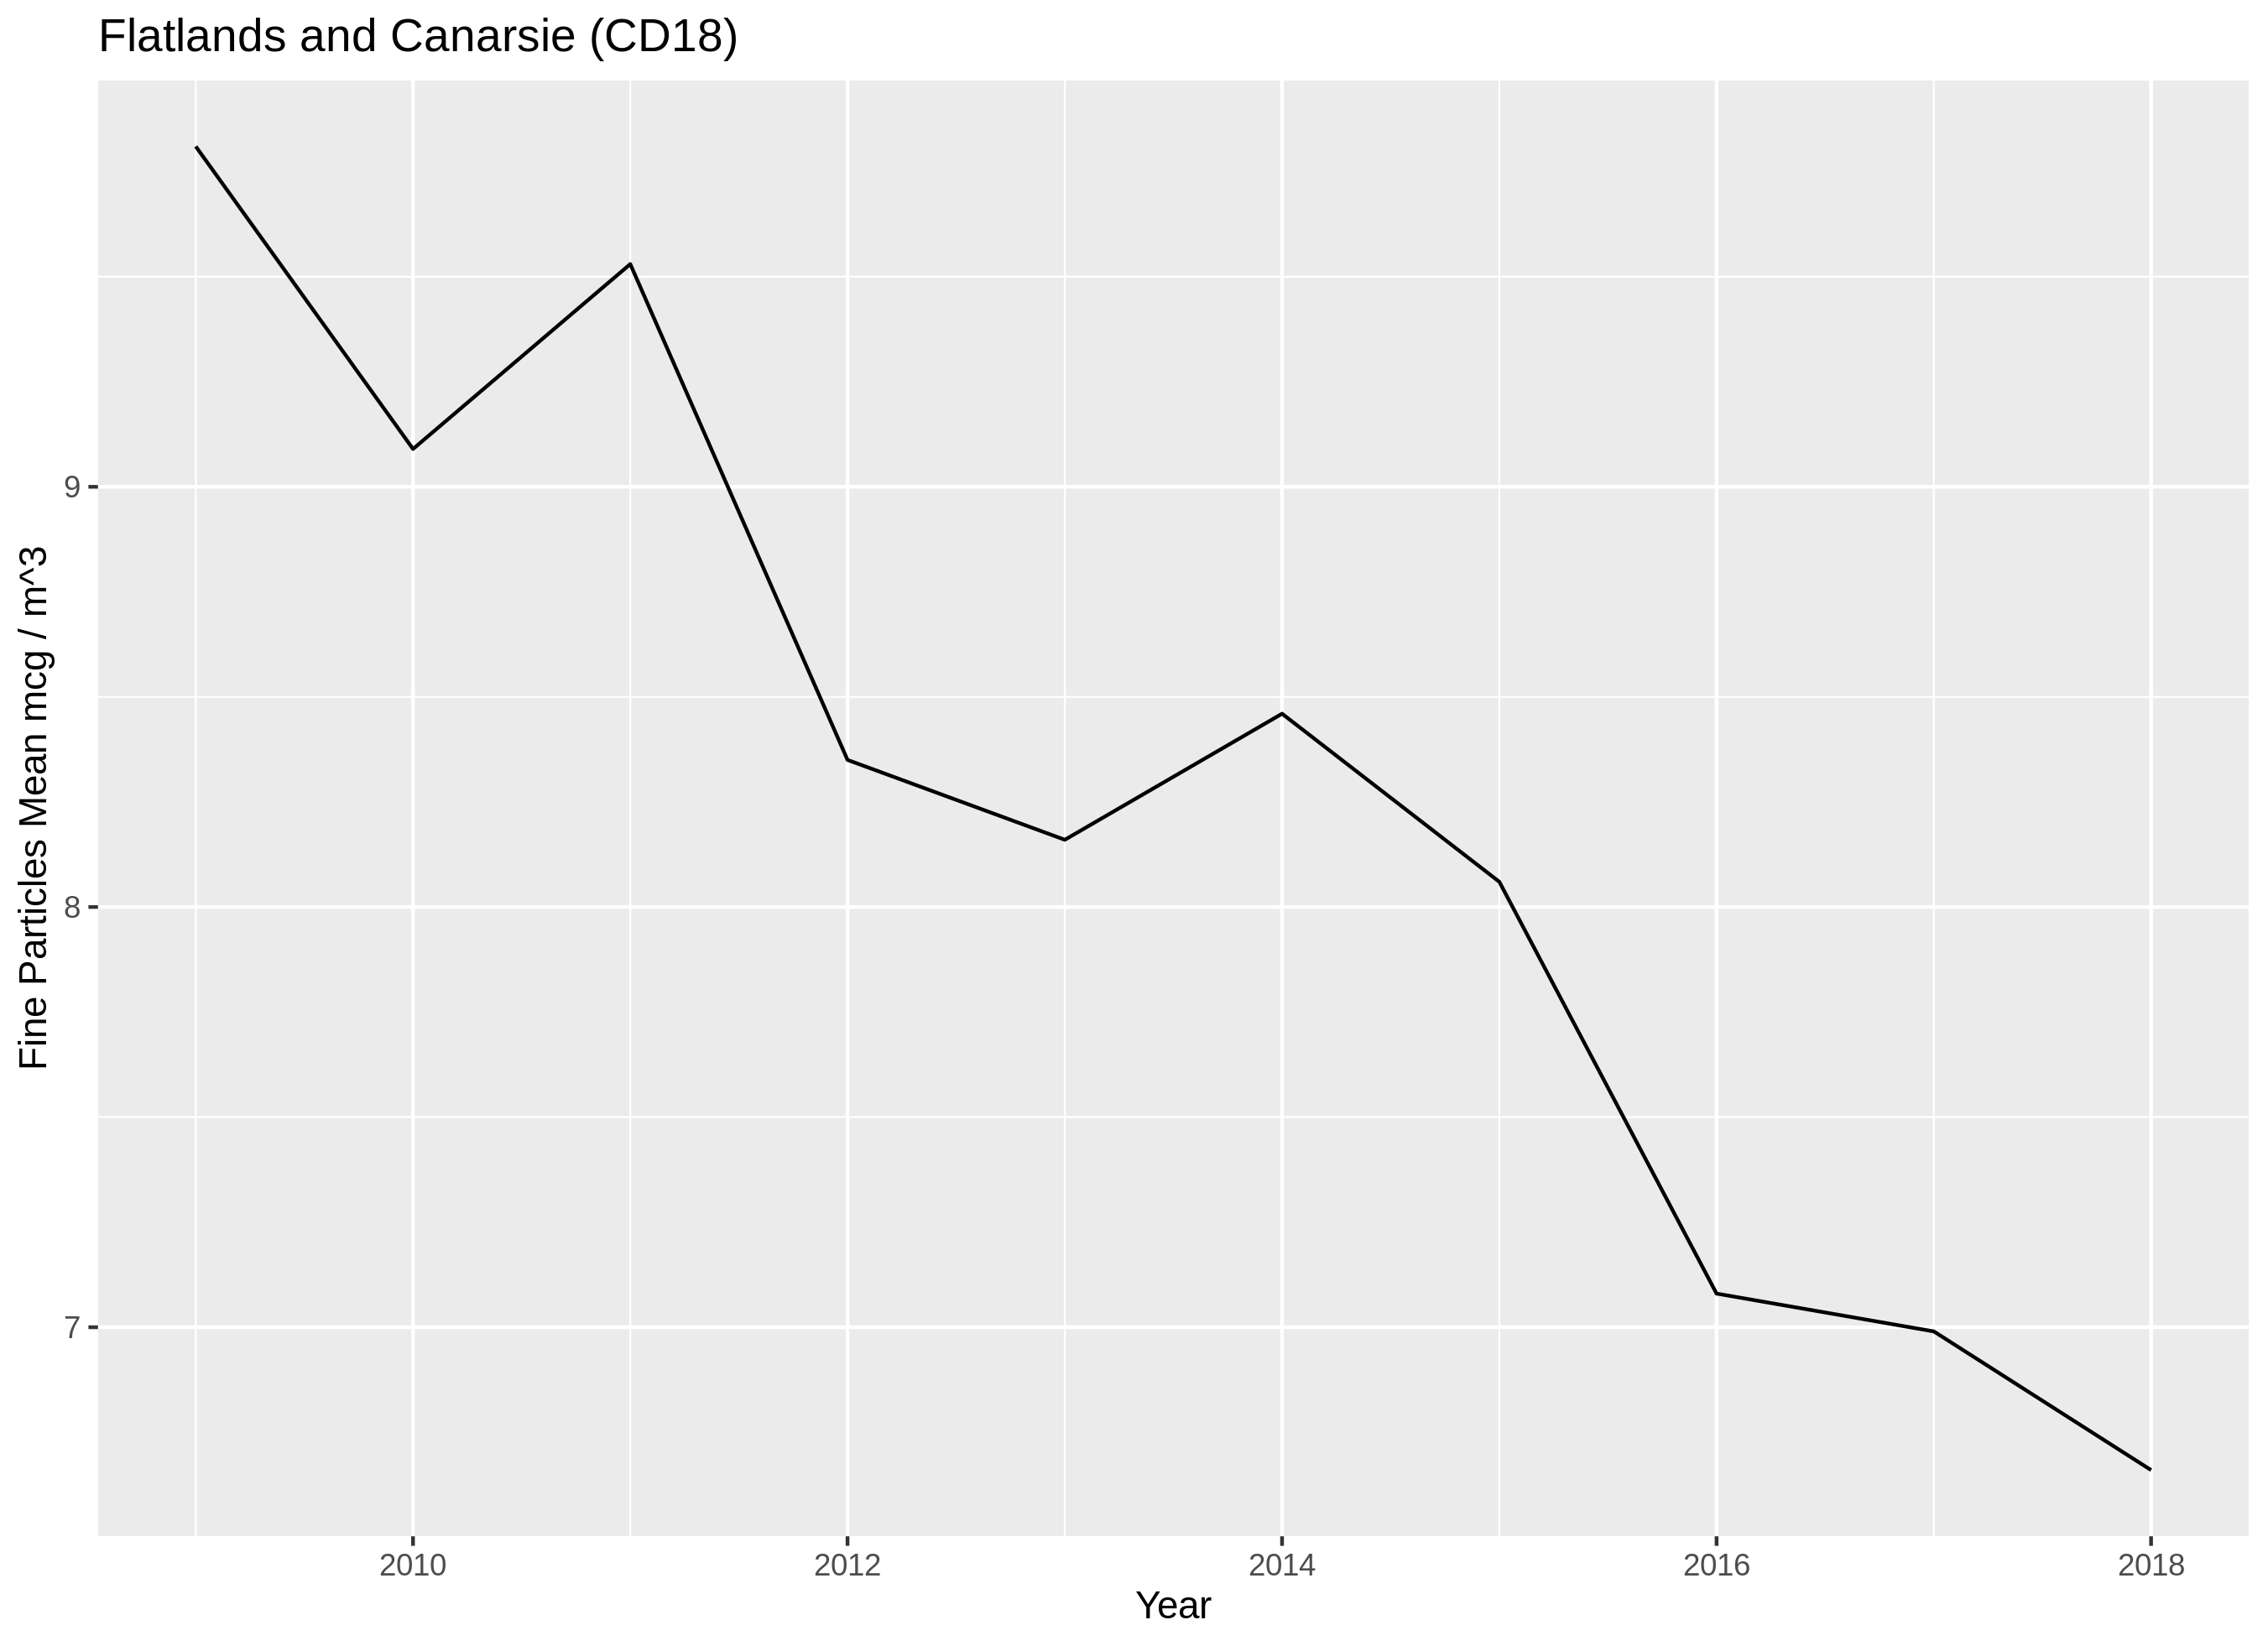 Flatlands and Canarsie (CD18)
Fine Particles Mean mcg / m^3
9
8
7
2010 2012 2014 2016 2018
Year